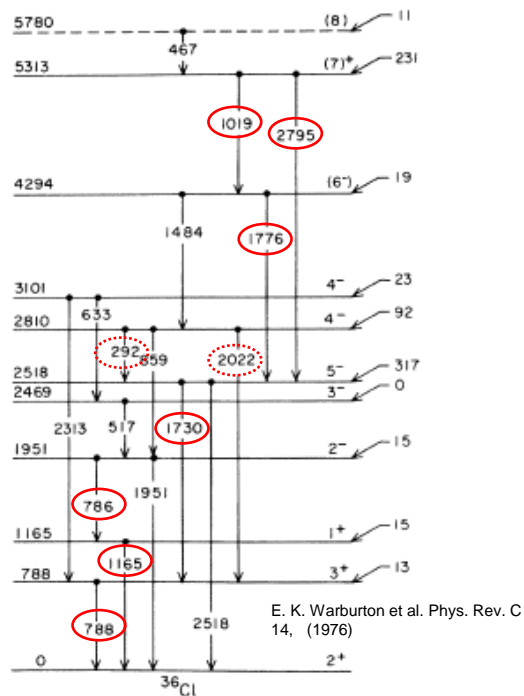 5780 (8) 11
467
5313 (7)+ 231
1019 2795
4294 (6-) 19
1484 1776
3101 4- 23
633
2810 4- 92
292 859 2022
2518 5- 317
2469 3- 0
2313 517 1730
1951 2- 15
1951
786
1165 1+ 15
1165
788 3+ 13
788 2518
E. K. Warburton et al. Phys. Rev. C
14, (1976)
0 2+
36Cl